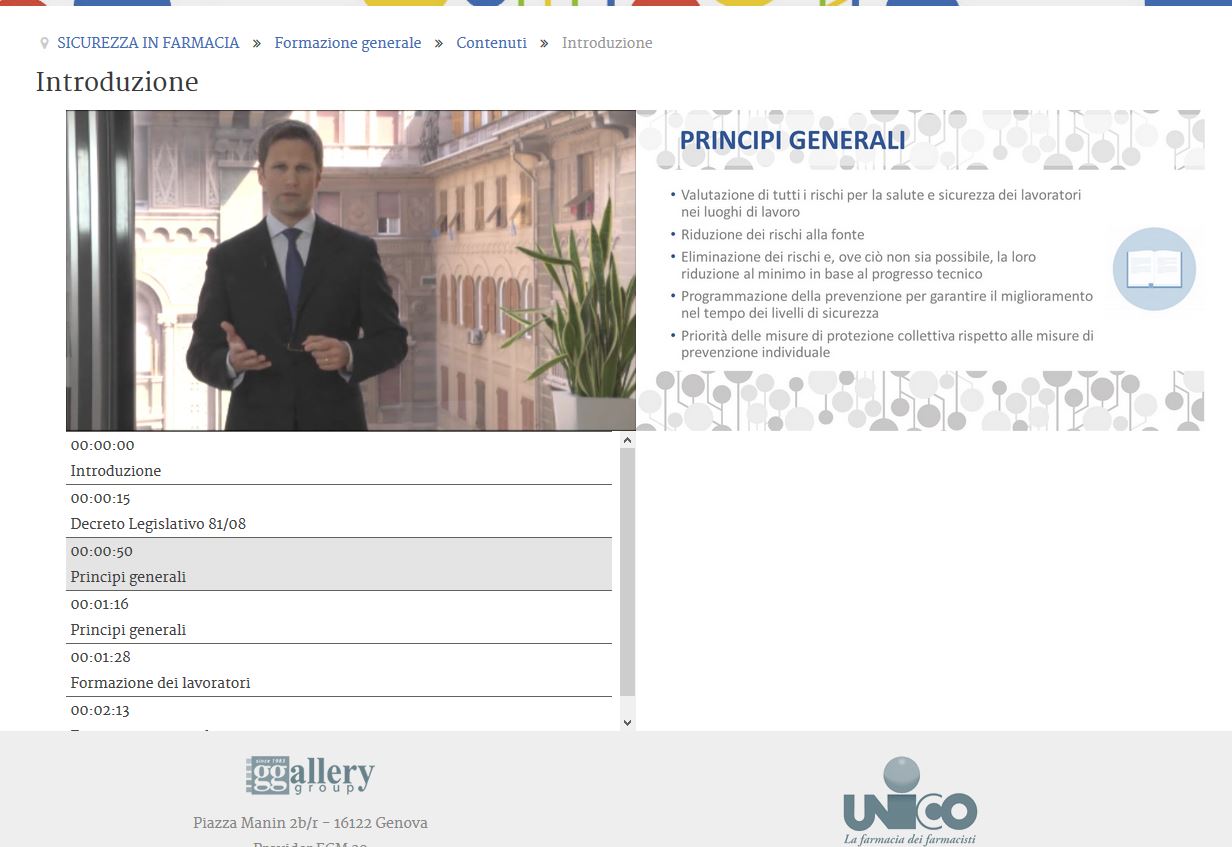 SICUREZZA IN FARMACIA » Formazione generale » Contenuti » Introduzione
Introduzione
PRINCIPI GENERALI
• Valutazione di tutti i rischi per la salute e sicurezza dei lavoratori
nei luoghi di lavoro
• Riduzione dei rischi alla fonte
• Eliminazione dei rischi e, ove ciò non sia possibile, la loro
riduzione al minimo in base al progresso tecnico
• Programmazione della prevenzione per garantire il miglioramento
nel tempo dei livelli di sicurezza
• Priorità delle misure di protezione collettiva rispetto alle misure di
prevenzione individuale
00:00:00
Introduzione
00:00:15
Decreto Legislativo 81/08
00:00:50
Principi generali
00:01:16
Principi generali
00:01:28
Formazione dei lavoratori
00:02:13
since 1985
ggallery
group
Piazza Manin 2b/r - 16122 Genova
Provider ECM
UNICO
La farmacia dei farmacisti